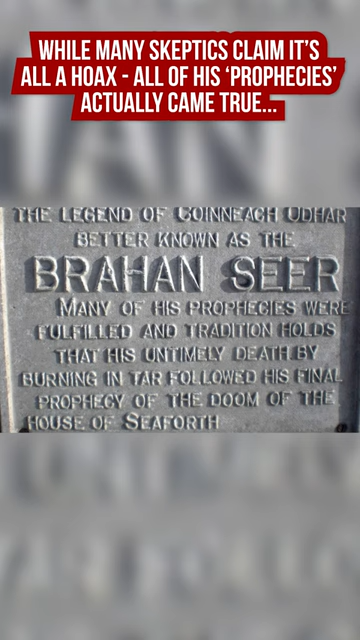 WHILE MANY SKEPTICS CLAIM IT'S
ALL A HOAX - ALL OF HIS 'PROPHECIES'
ACTUALLY CAME TRUE...
THE LEGEND OF COINNEACH ODHAR
BETTER KNOWN AS THE
BRAHAN SEER
MANY OF HIS PROPHECIES WERE
FULFILLED AND TRADITION HOLDS
THAT HIS UNTIMELY DEATH BY
BURNING IN TAR FOLLOWED HIS FINAL
PROPHECY OF THE DOOM OF THE
HOUSE OF SEAFORTH